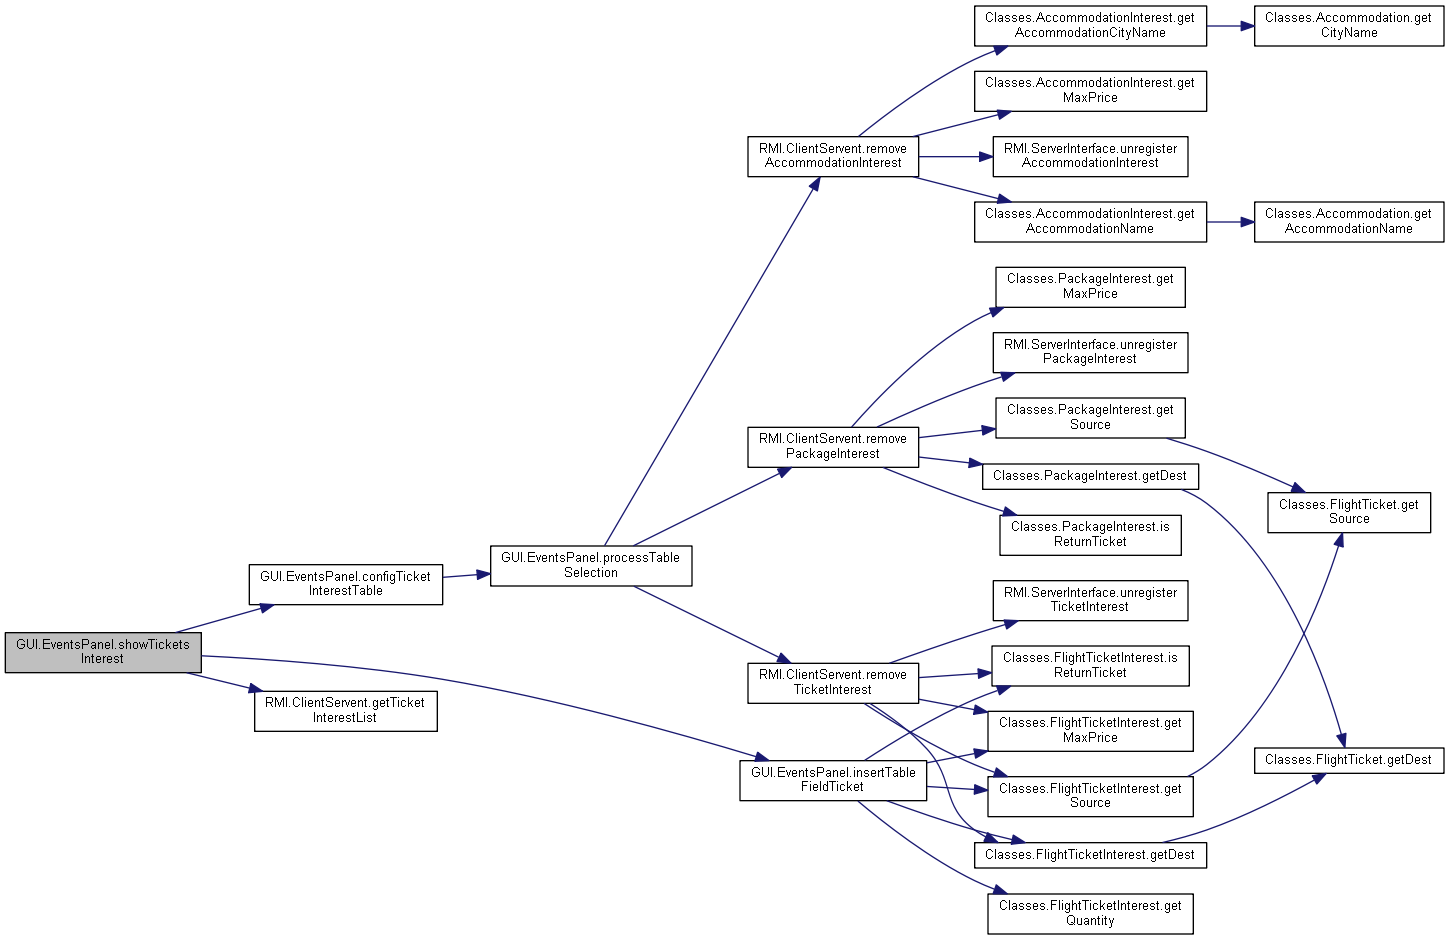 Classes.AccommodationInterest.get
AccommodationCityName
Classes.Accommodation.get
CityName
Classes.AccommodationInterest.get
MaxPrice
RMI.ClientServent.remove
AccommodationInterest
RMI.ServerInterface.unregister
AccommodationInterest
Classes.AccommodationInterest.get
AccommodationName
Classes.Accommodation.get
AccommodationName
Classes.PackageInterest.get
MaxPrice
RMI.ServerInterface.unregister
PackageInterest
Classes.PackageInterest.get
Source
RMI.ClientServent.remove
PackageInterest
Classes.PackageInterest.getDest
Classes.FlightTicket.get
Source
Classes.PackageInterest.is
ReturnTicket
GUI.EventsPanel.processTable
Selection
GUI.EventsPanel.configTicket
InterestTable
RMI.ServerInterface.unregister
TicketInterest
GUI.EventsPanel.showTickets
Interest
Classes.FlightTicketInterest.is
ReturnTicket
RMI.ClientServent.remove
TicketInterest
RMI.ClientServent.getTicket
InterestList
Classes.FlightTicketInterest.get
MaxPrice
Classes.FlightTicket.getDest
GUI.EventsPanel.insertTable
FieldTicket
Classes.FlightTicketInterest.get
Source
Classes.FlightTicketInterest.getDest
Classes.FlightTicketInterest.get
Quantity